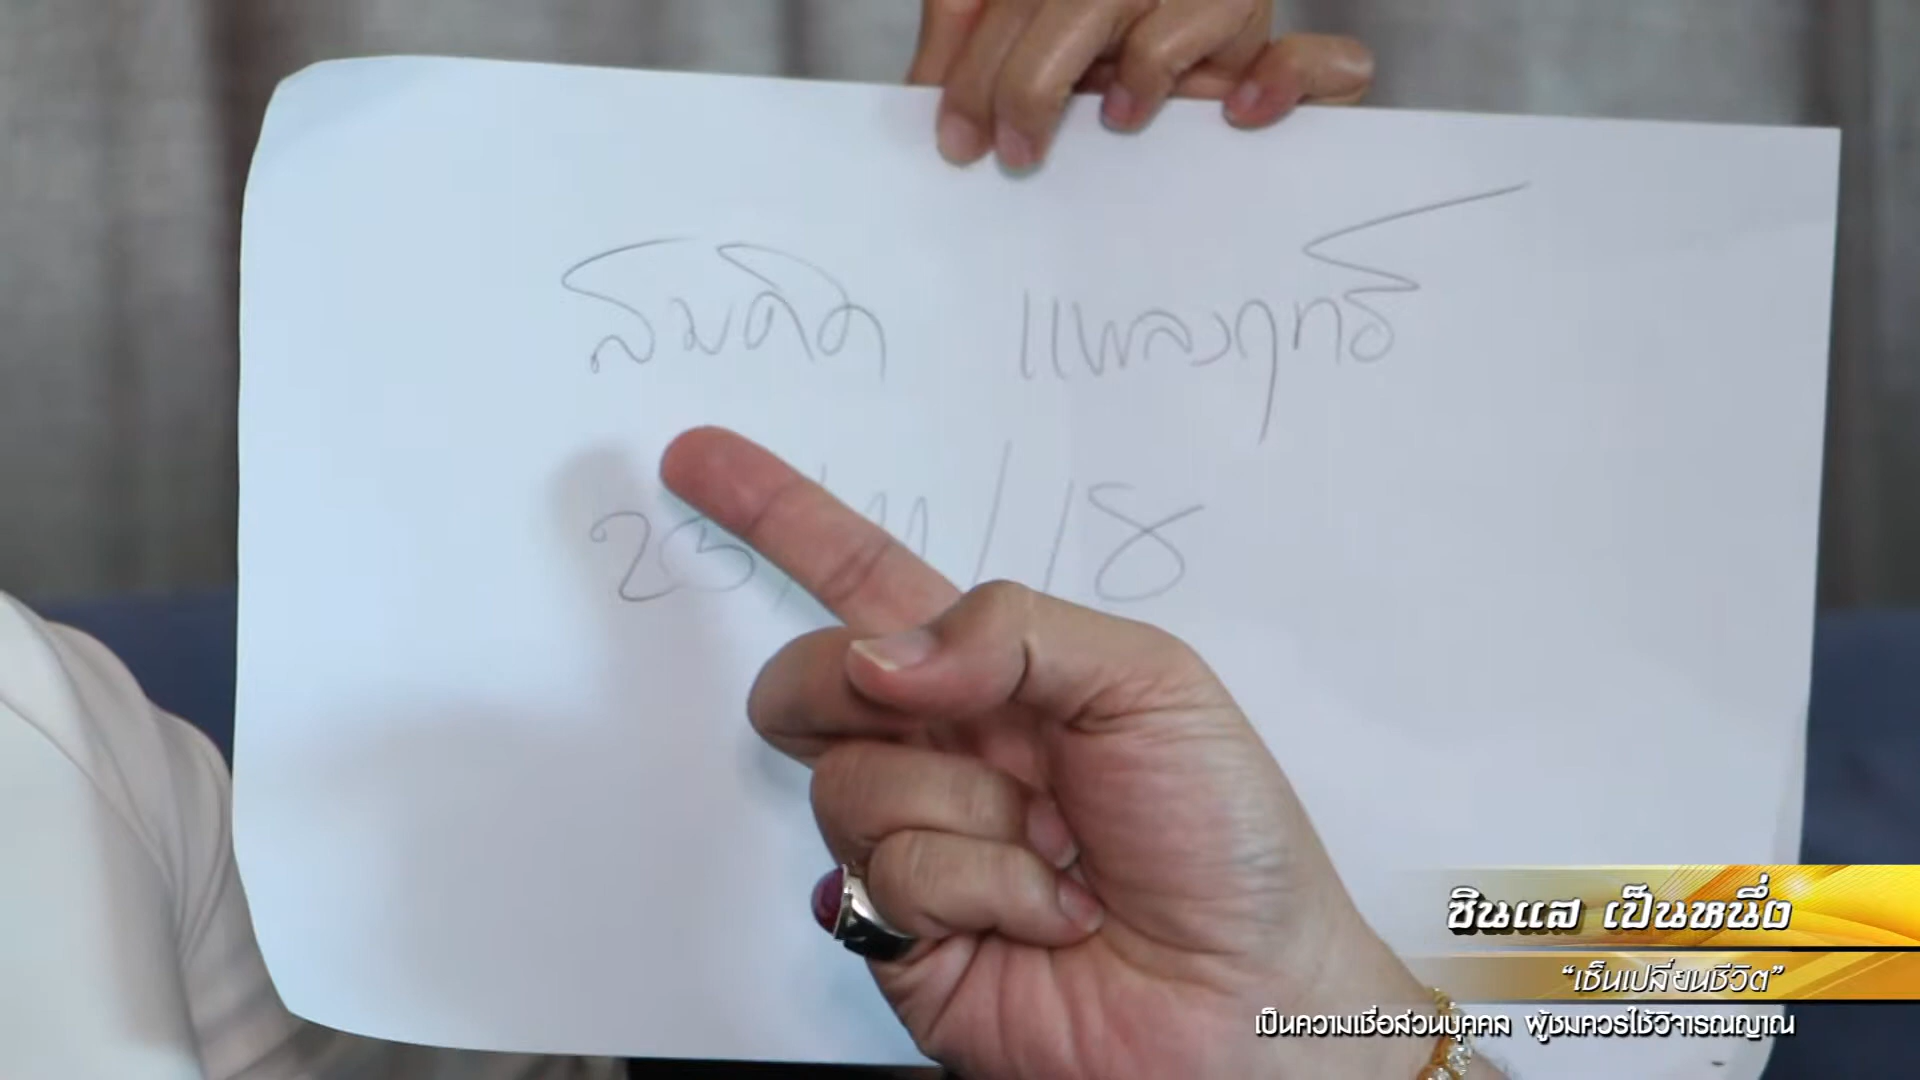 สมคิด แพลงฤทธิ์
23/ / 18
ซินแส เป็นหนึ่ง
“เซ็นเปลี่ยนชีวิต”
เป็นความเชื่อส่วนบุคคล ผู้ชมควรใช้วิจารณญาณ